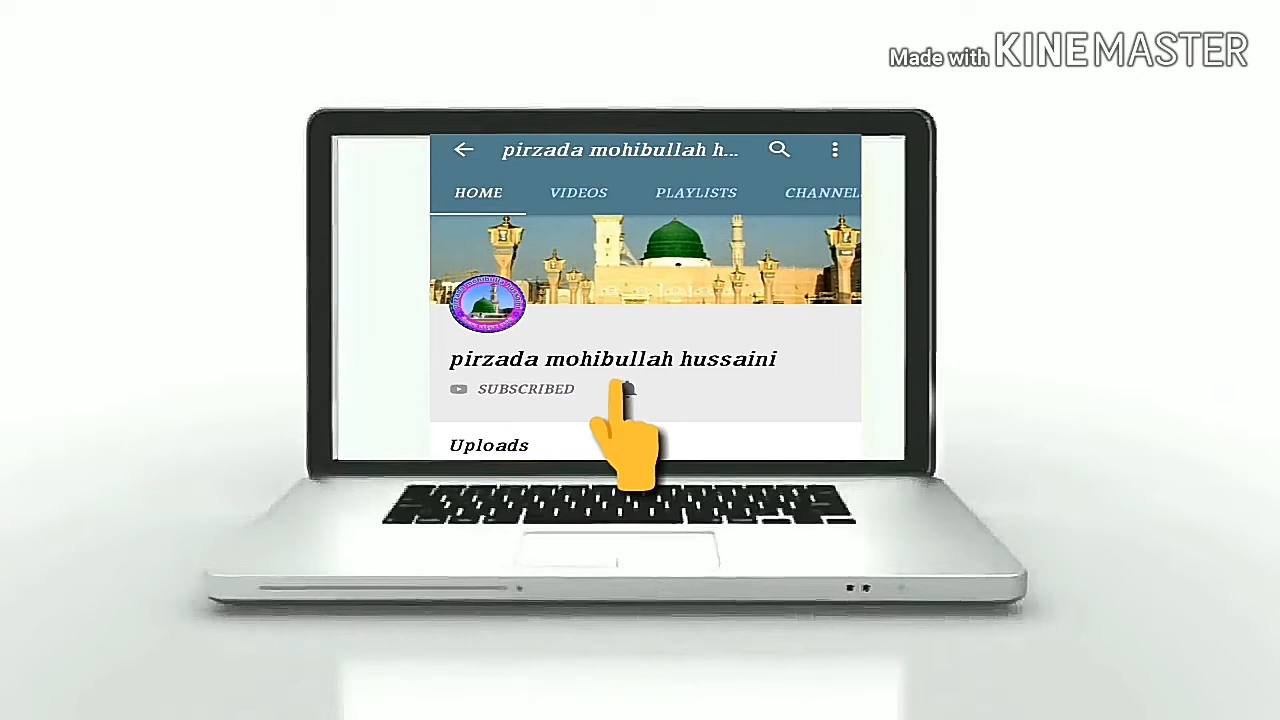 Made with KINEMASTER
pirzada mohibullah h...
HOME VIDEOS PLAYLISTS CHANNEL
pirzada mohibullah hussaini
SUBSCRIBED
Uploads